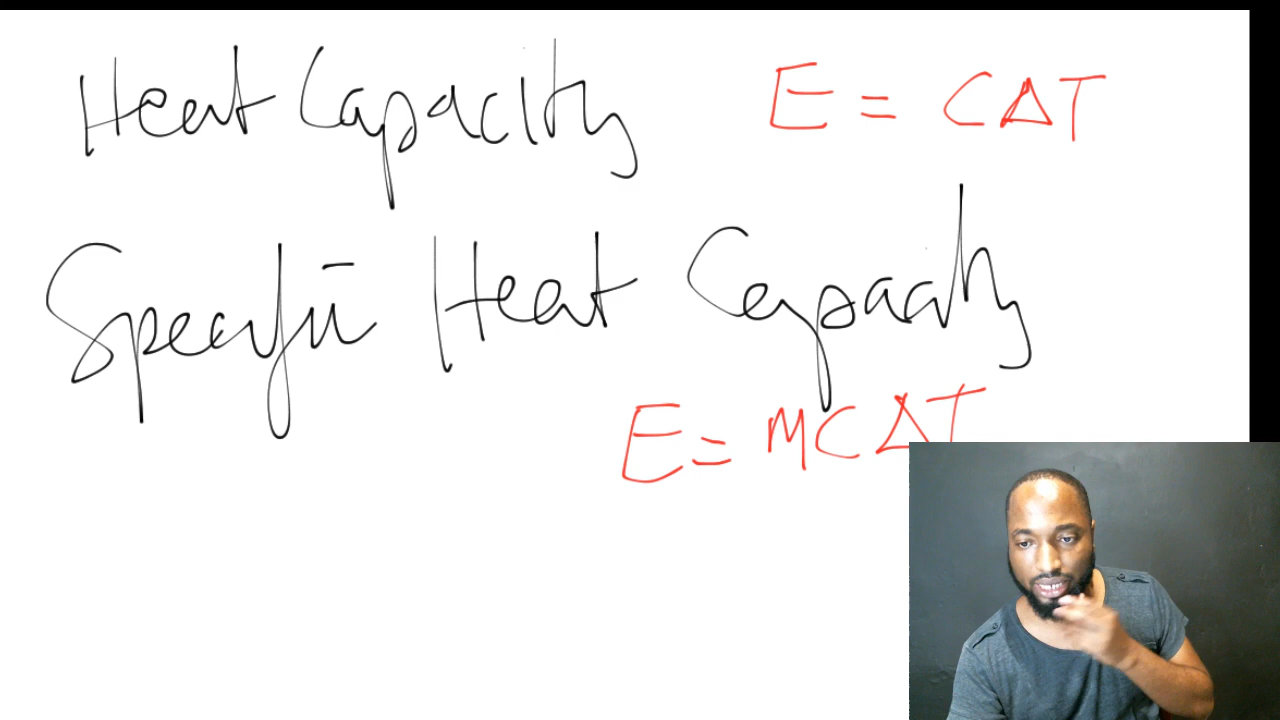 Heat Capacity E = CΔT
Specific Heat Capacity
E = MCΔT